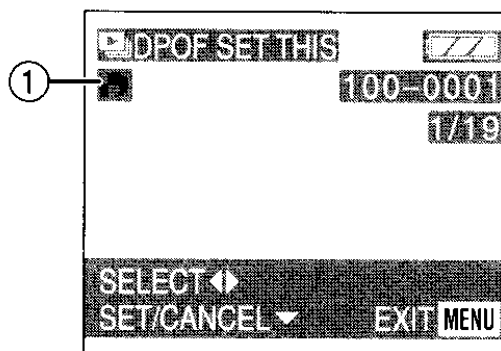 DPOF SET THIS
① 100-0001
1/19
SELECT◀▶
SET/CANCEL▼ EXIT MENU